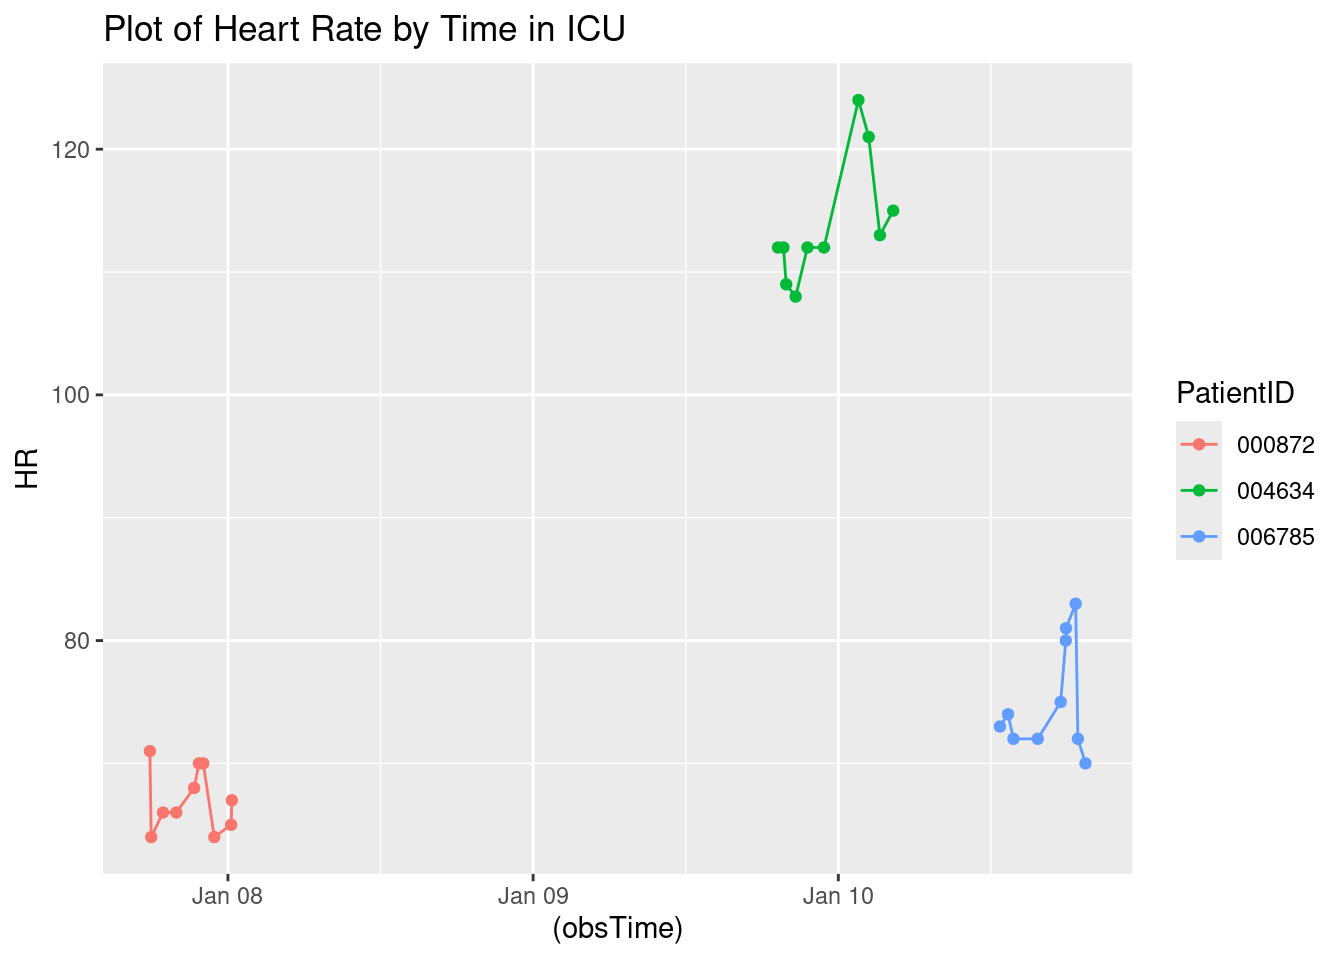 Plot of Heart Rate by Time in ICU
120
100
80
HR
Jan 08
Jan 09
Jan 10
(obsTime)
PatientID
000872
004634
006785